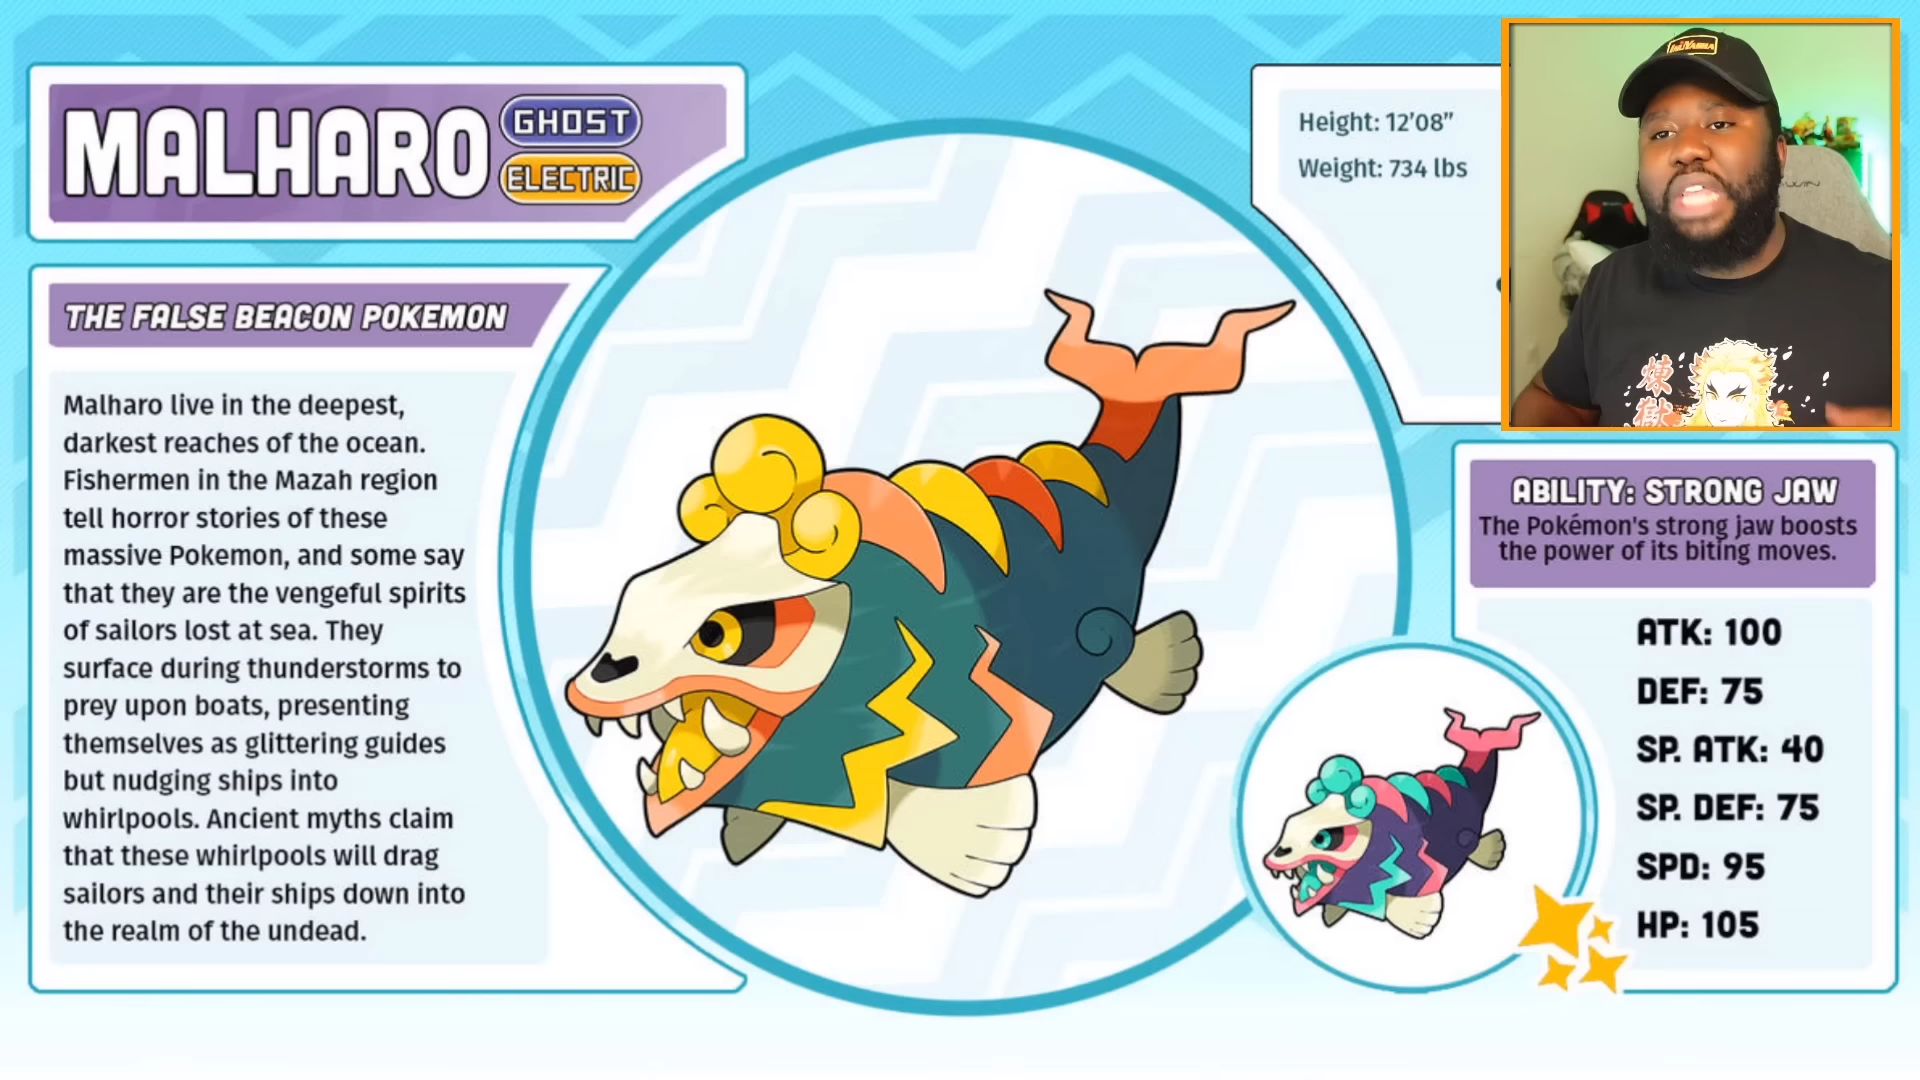 MALHARO
GHOST
ELECTRIC
THE FALSE BEACON POKEMON
Malharo live in the deepest,
darkest reaches of the ocean.
Fishermen in the Mazah region
tell horror stories of these
massive Pokemon, and some say
that they are the vengeful spirits
of sailors lost at sea. They
surface during thunderstorms to
prey upon boats, presenting
themselves as glittering guides
but nudging ships into
whirlpools. Ancient myths claim
that these whirlpools will drag
sailors and their ships down into
the realm of the undead.
Height: 12'08”
Weight: 734 lbs
煉
獄
ABILITY: STRONG JAW
The Pokémon's strong jaw boosts
the power of its biting moves.
ATK: 100
DEF: 75
SP. ATK: 40
SP. DEF: 75
SPD: 95
HP: 105